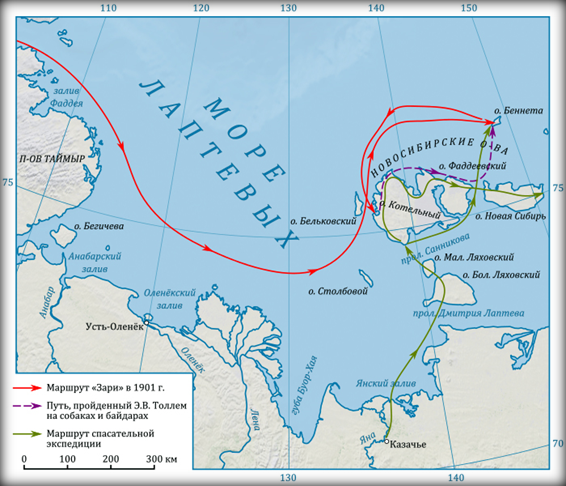 110
120
130
140
150
залив
Фаддея
МОРЕ
ЛАПТЕВЫХ
о. Беннета
НОВОСИБИРСКИЕ О-ВА
П-ОВ ТАЙМЫР
о. Фаддеевский
75
75
о. Котельный
о. Бельковский
о. Новая Сибирь
о. Бегичева
прол. Санникова
Анабарский
залив
о. Мал. Ляховский
о. Бол. Ляховский
Оленёкский
залив
о. Столбовой
Анабар
прол. Дмитрия Лаптева
Усть-Оленёк
Оленёк
губа Буор-Хая
Янский залив
Лена
Яна
Казачье
70
Маршрут «Зари» в 1901 г.
Путь, пройденный Э.В. Толлем
на собаках и байдарах
Маршрут спасательной
экспедиции
0 100 200 300 км
130
140